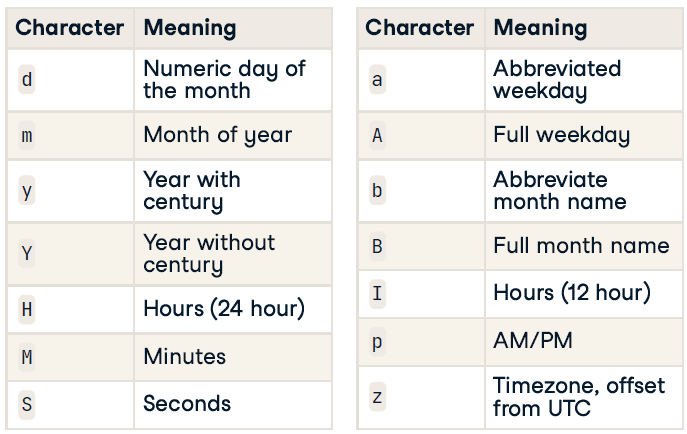 Character Meaning
d Numeric day of
the month
m Month of year
y Year with
century
Y Year without
century
H Hours (24 hour)
M Minutes
S Seconds
Character Meaning
a Abbreviated
weekday
A Full weekday
b Abbreviate
month name
B Full month name
I Hours (12 hour)
p AM/PM
z Timezone, offset
from UTC